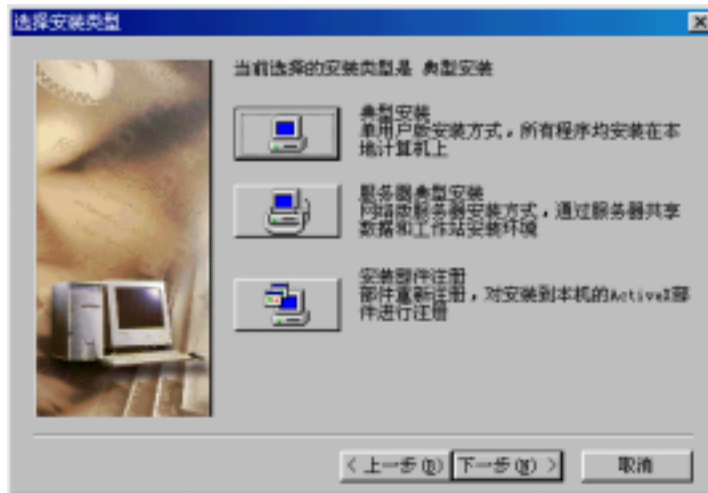 选择安装类型
当前选择的安装类型是 典型安装
典型安装
单用户版安装方式，所有程序均安装在本
地计算机上
服务器典型安装
网络版服务器安装方式，通过服务器共享
数据和工作站安装环境
安装部件注册
部件重新注册，对安装到本机的ActiveX部
件进行注册
< 上一步(B)
下一步(N) >
取消